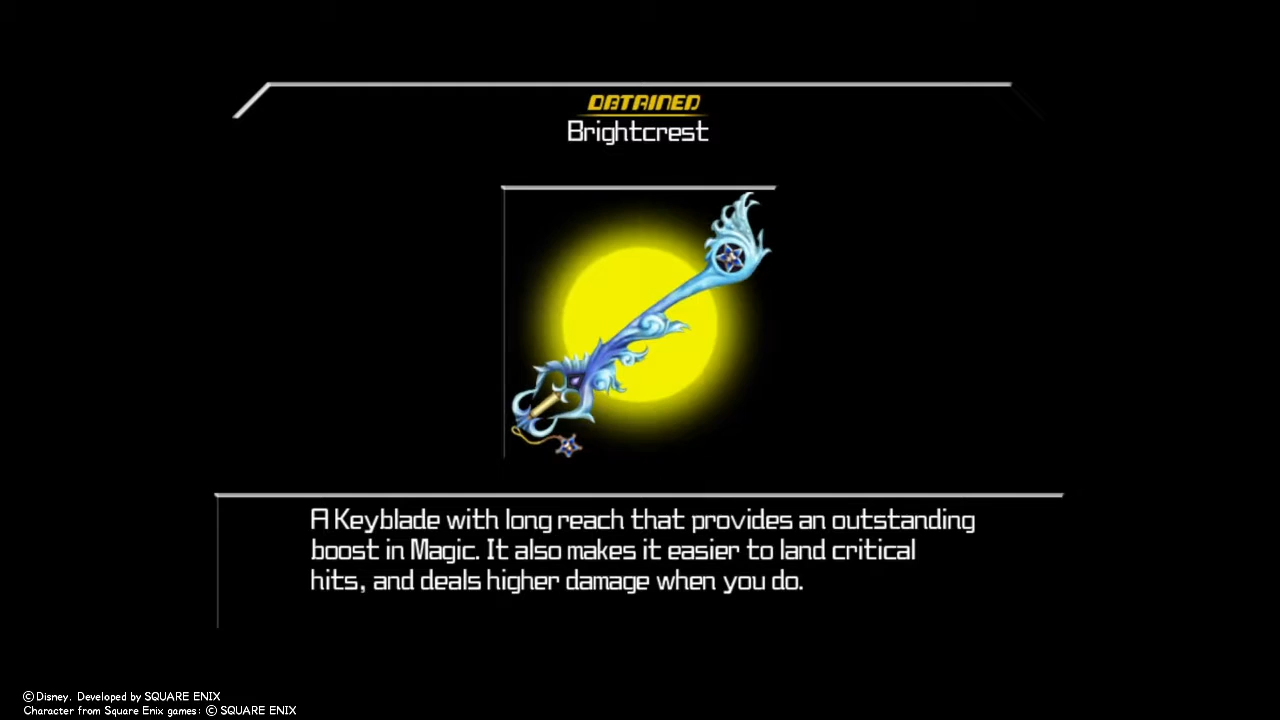 OBTAINED
Brightcrest
A Keyblade with long reach that provides an outstanding
boost in Magic. It also makes it easier to land critical
hits, and deals higher damage when you do.
© Disney. Developed by SQUARE ENIX
Character from Square Enix games: © SQUARE ENIX